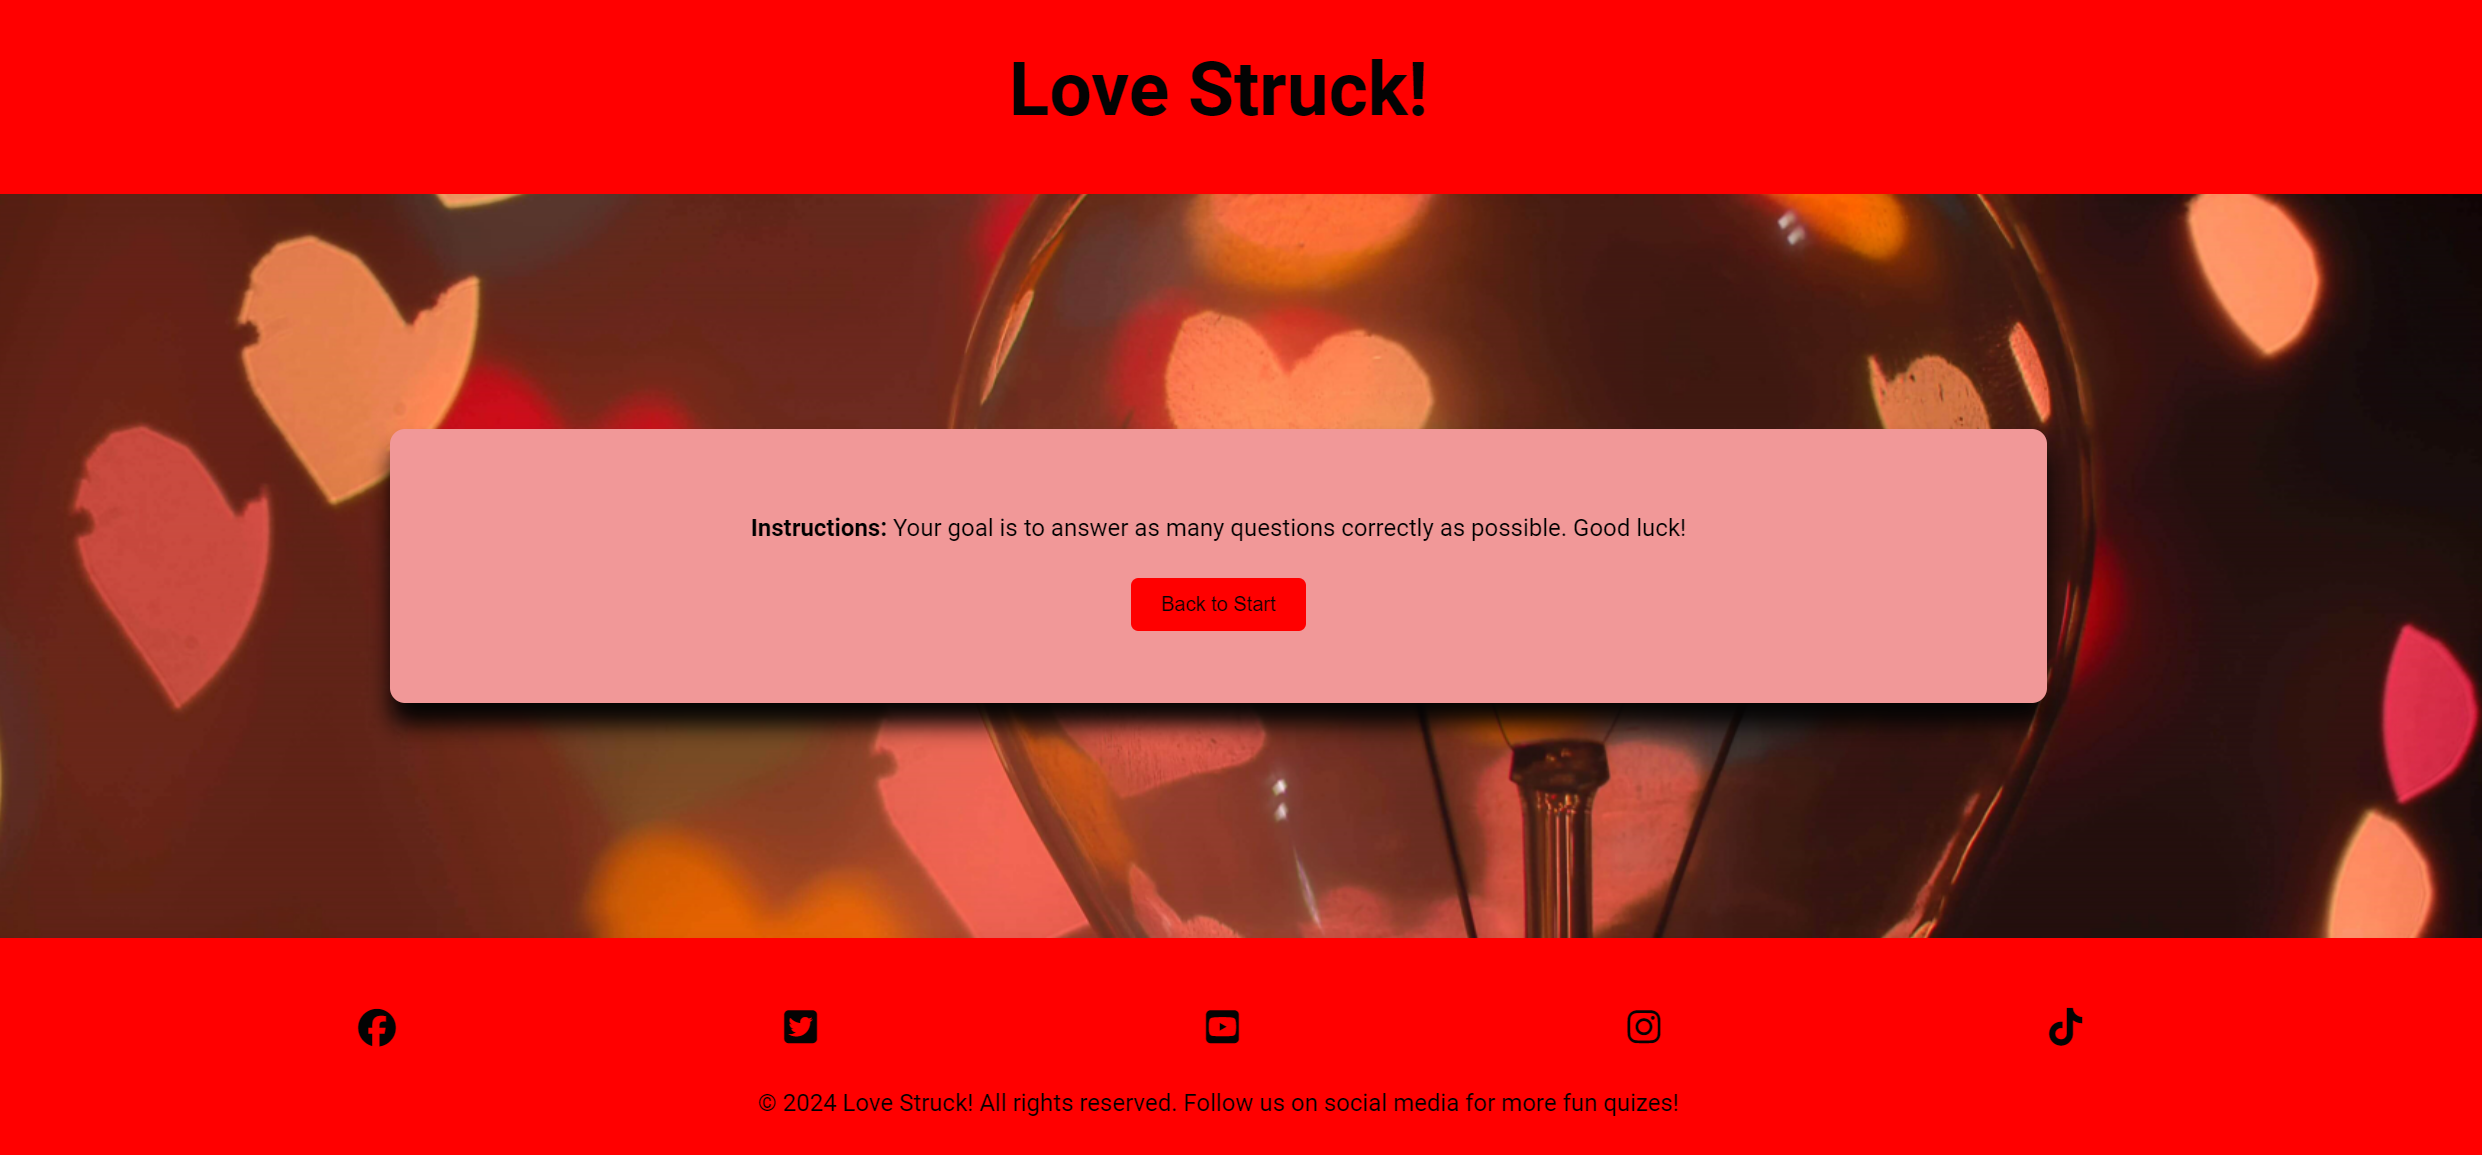 Love Struck!
Instructions: Your goal is to answer as many questions correctly as possible. Good luck!
Back to Start
© 2024 Love Struck! All rights reserved. Follow us on social media for more fun quizes!